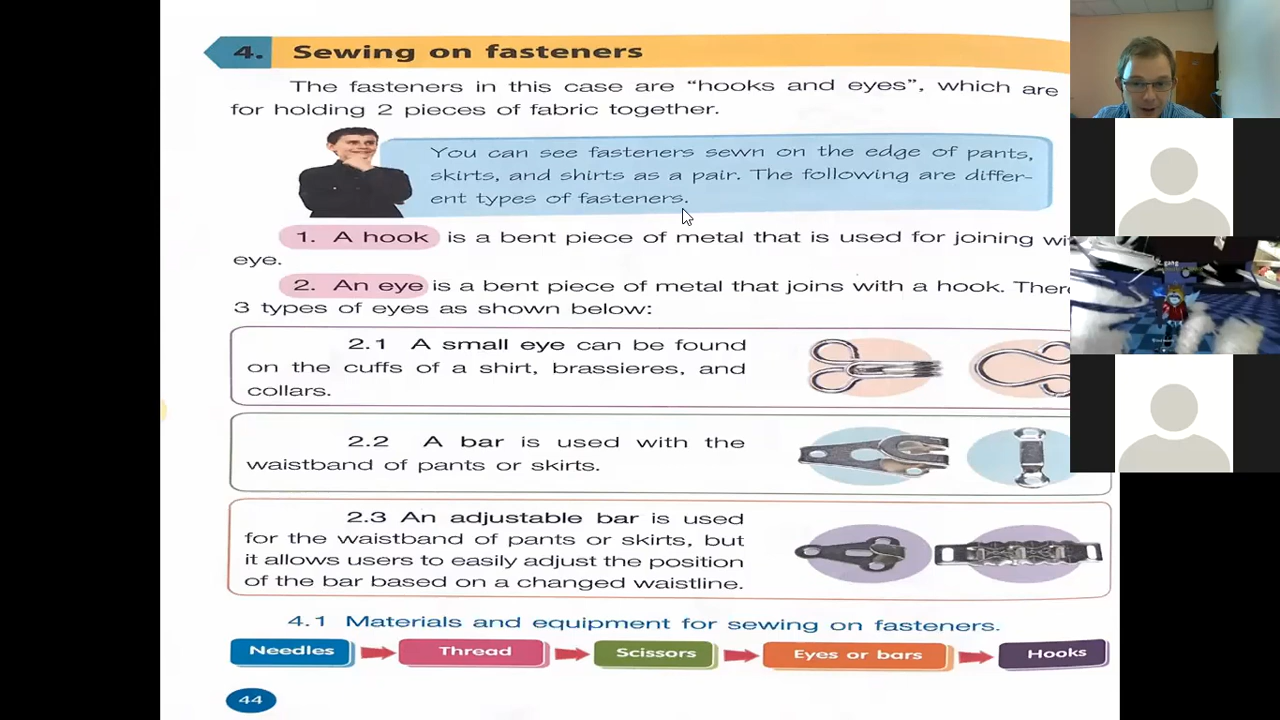 4. Sewing on fasteners
The fasteners in this case are “hooks and eyes”, which are
for holding 2 pieces of fabric together.
You can see fasteners sewn on the edge of pants,
skirts, and shirts as a pair. The following are differ-
ent types of fasteners.
1. A hook is a bent piece of metal that is used for joining wi
eye.
2. An eye is a bent piece of metal that joins with a hook. Ther
3 types of eyes as shown below:
2.1 A small eye can be found
on the cuffs of a shirt, brassieres, and
collars.
2.2 A bar is used with the
waistband of pants or skirts.
2.3 An adjustable bar is used
for the waistband of pants or skirts, but
it allows users to easily adjust the position
of the bar based on a changed waistline.
4.1 Materials and equipment for sewing on fasteners.
Needles Thread Scissors Eyes or bars Hooks
44